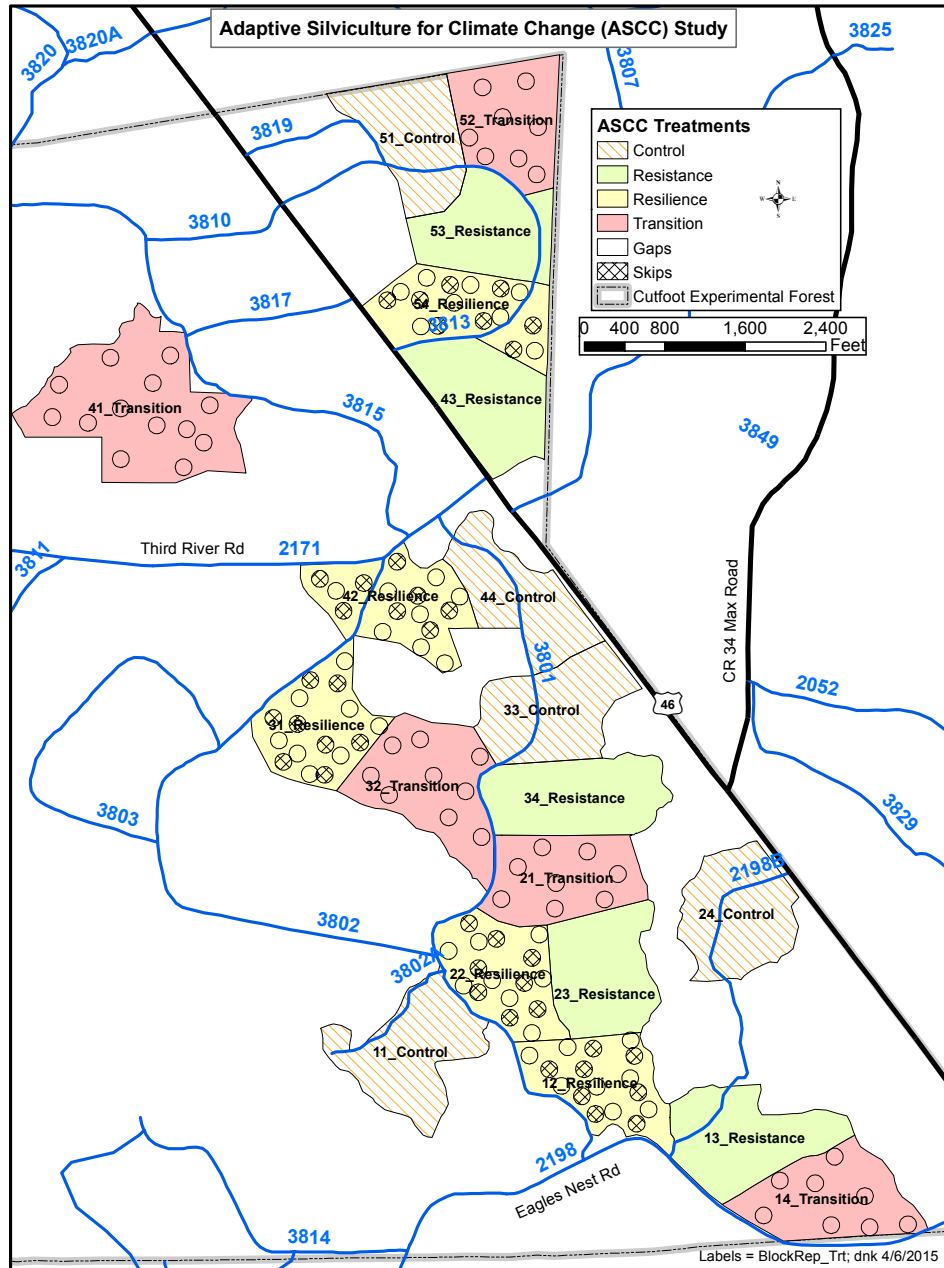 Adaptive Silviculture for Climate Change (ASCC) Study
3820
3820A
3807
3825
3819
51_Control
52_Transition
ASCC Treatments
Control
Resistance
Resilience
Transition
Gaps
Skips
Cutfoot Experimental Forest
N
W
E
S
3810
53_Resistance
3817
54_Resilience
3813
0 400 800 1,600 2,400
Feet
41_Transition
43_Resistance
3815
3849
Third River Rd
2171
3811
42_Resilience
44_Control
CR 34 Max Road
3801
2052
46
33_Control
31_Resilience
32_Transition
34_Resistance
3803
3829
21_Transition
2198B
24_Control
3802
3802A
22_Resilience
23_Resistance
11_Control
12_Resilience
13_Resistance
2198
Eagles Nest Rd
14_Transition
3814
Labels = BlockRep_Trt; dnk 4/6/2015